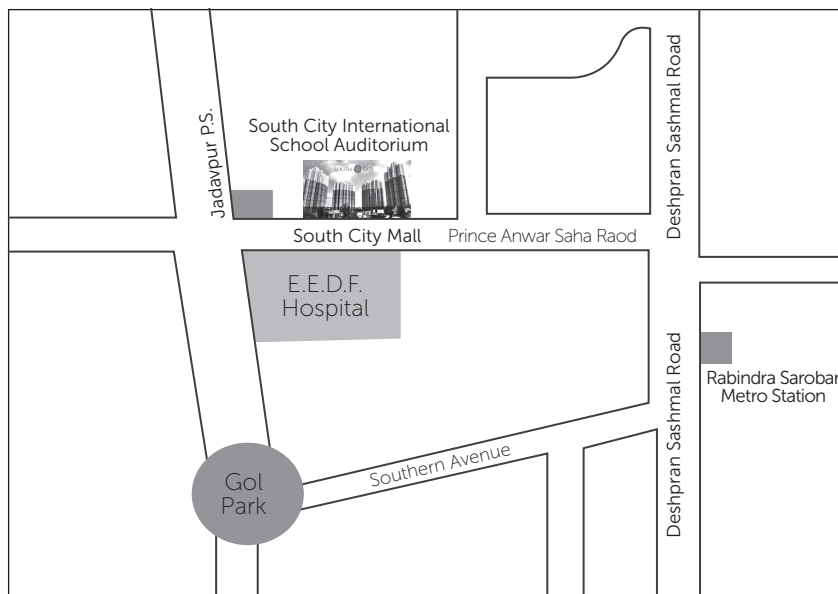 Jadavpur P.S.
South City International
School Auditorium
Deshpran Sashmal Road
South City Mall
Prince Anwar Saha Raod
E.E.D.F.
Hospital
Deshpran Sashmal Road
Rabindra Sarobar
Metro Station
Southern Avenue
Gol
Park